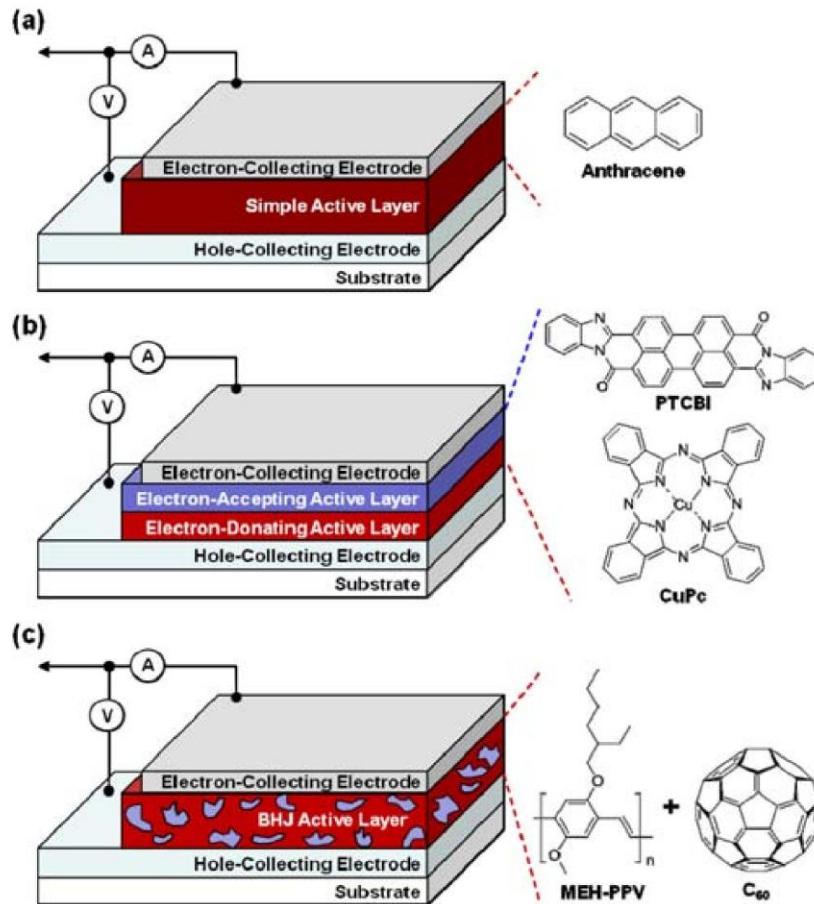 (a)
A
V
Electron-Collecting Electrode
Simple Active Layer
Hole-Collecting Electrode
Substrate
Anthracene
(b)
A
V
Electron-Collecting Electrode
Electron-Accepting Active Layer
Electron-Donating Active Layer
Hole-Collecting Electrode
Substrate
N
O
N
N
O
N
PTCBI
N
N
N
N
Cu
N
N
N
N
CuPc
(c)
A
V
Electron-Collecting Electrode
BHJ Active Layer
Hole-Collecting Electrode
Substrate
O
O
n
MEH-PPV
+
C₆₀